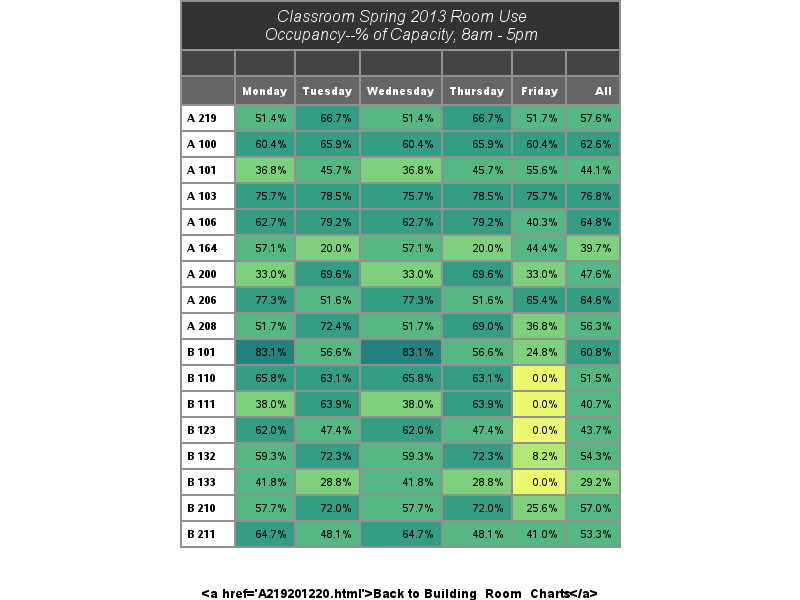 Classroom Spring 2013 Room Use
Occupancy--% of Capacity, 8am - 5pm
Monday Tuesday Wednesday Thursday Friday All
A 219 51.4% 66.7% 51.4% 66.7% 51.7% 57.6%
A 100 60.4% 65.9% 60.4% 65.9% 60.4% 62.6%
A 101 36.8% 45.7% 36.8% 45.7% 55.6% 44.1%
A 103 75.7% 78.5% 75.7% 78.5% 75.7% 76.8%
A 106 62.7% 79.2% 62.7% 79.2% 40.3% 64.8%
A 164 57.1% 20.0% 57.1% 20.0% 44.4% 39.7%
A 200 33.0% 69.6% 33.0% 69.6% 33.0% 47.6%
A 206 77.3% 51.6% 77.3% 51.6% 65.4% 64.6%
A 208 51.7% 72.4% 51.7% 69.0% 36.8% 56.3%
B 101 83.1% 56.6% 83.1% 56.6% 24.8% 60.8%
B 110 65.8% 63.1% 65.8% 63.1% 0.0% 51.5%
B 111 38.0% 63.9% 38.0% 63.9% 0.0% 40.7%
B 123 62.0% 47.4% 62.0% 47.4% 0.0% 43.7%
B 132 59.3% 72.3% 59.3% 72.3% 8.2% 54.3%
B 133 41.8% 28.8% 41.8% 28.8% 0.0% 29.2%
B 210 57.7% 72.0% 57.7% 72.0% 25.6% 57.0%
B 211 64.7% 48.1% 64.7% 48.1% 41.0% 53.3%
<a href='A219201220.html'>Back to Building_Room_Charts</a>